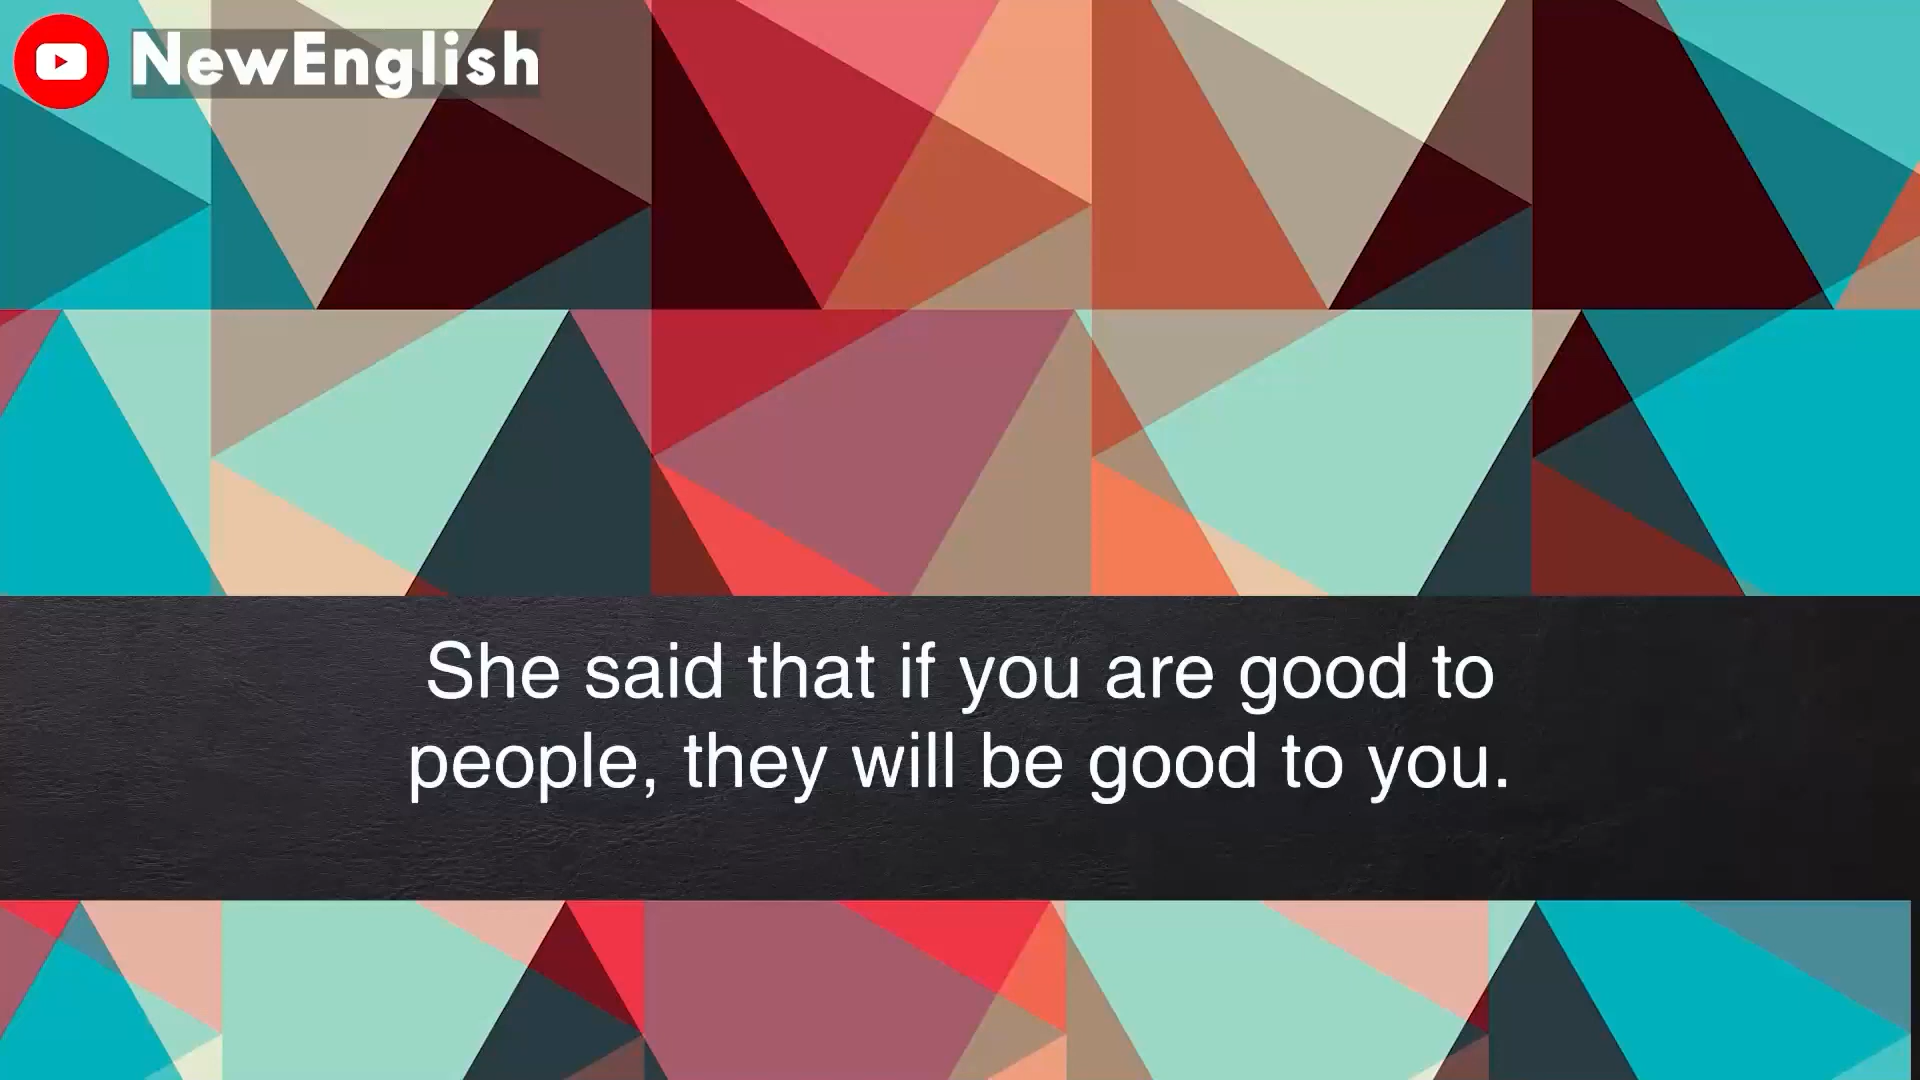 NewEnglish
She said that if you are good to
people, they will be good to you.